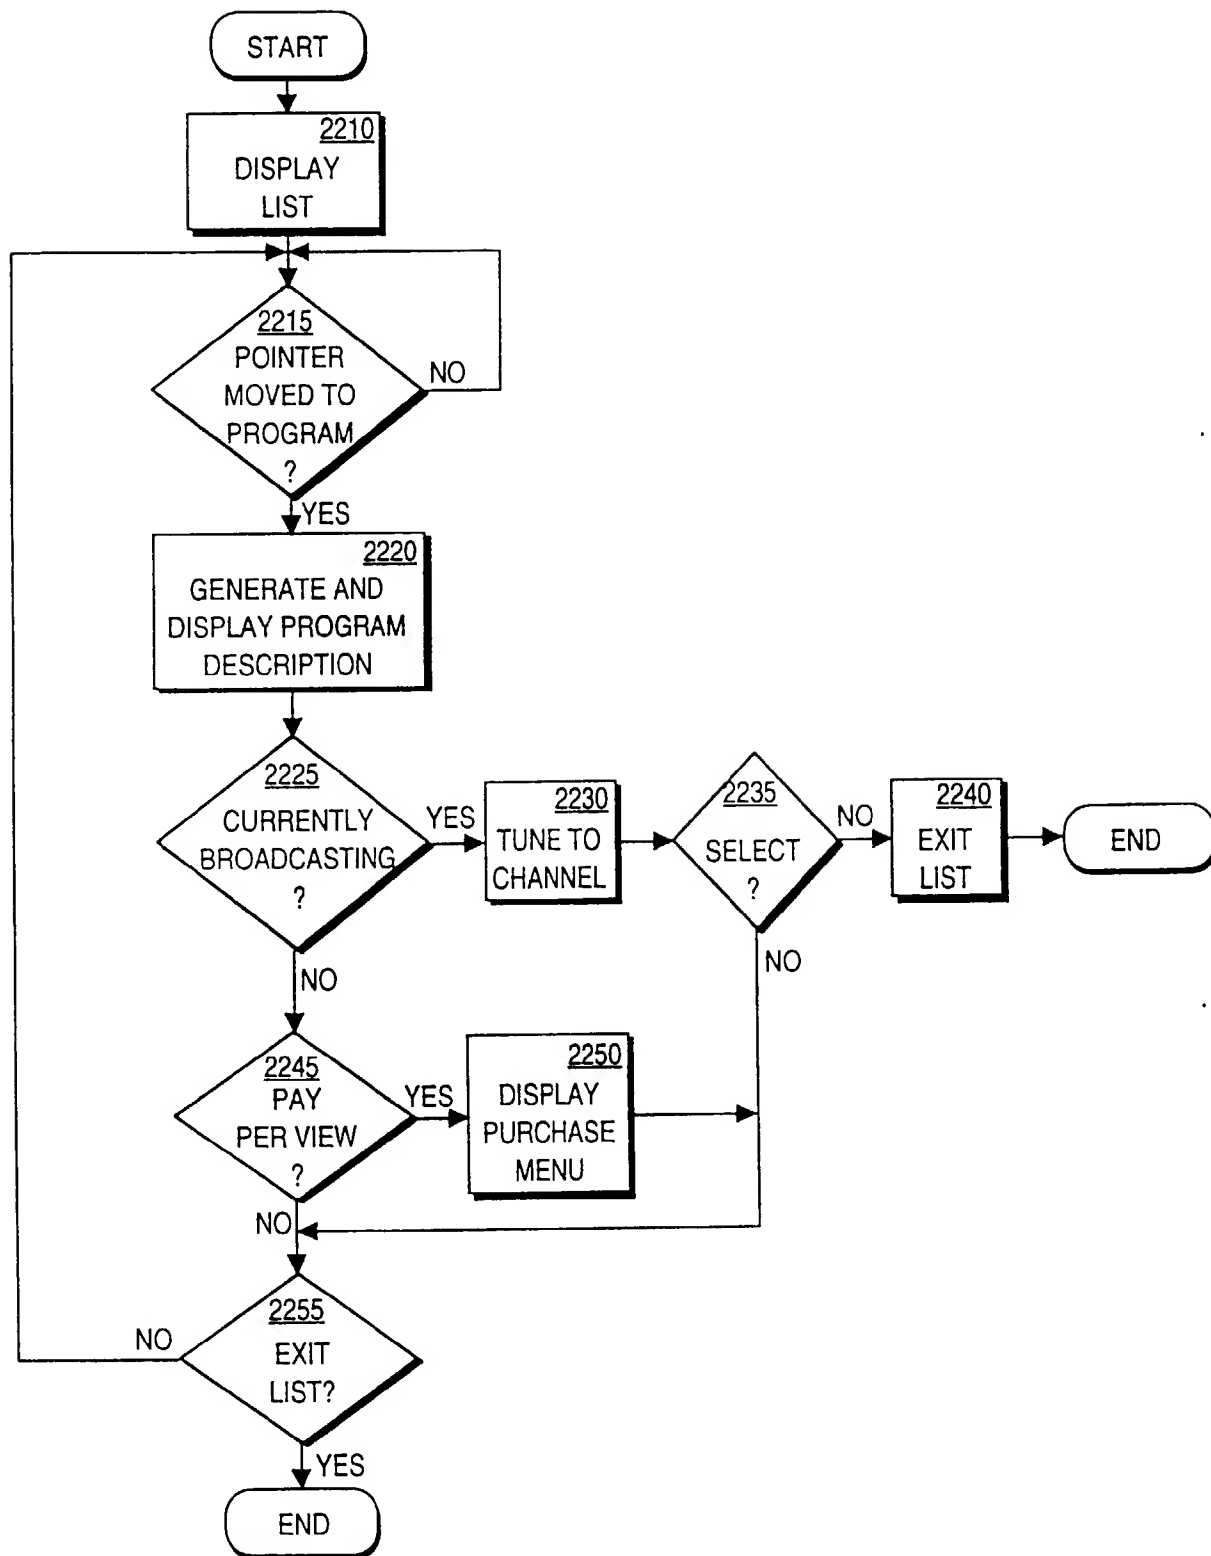 START
2210
DISPLAY
LIST
2215
POINTER
MOVED TO
PROGRAM
?
NO
YES
2220
GENERATE AND
DISPLAY PROGRAM
DESCRIPTION
2225
CURRENTLY
BROADCASTING
?
YES
2230
TUNE TO
CHANNEL
2235
SELECT
?
NO
2240
EXIT
LIST
END
NO
NO
2245
PAY
PER VIEW
?
YES
2250
DISPLAY
PURCHASE
MENU
NO
2255
EXIT
LIST?
NO
YES
END